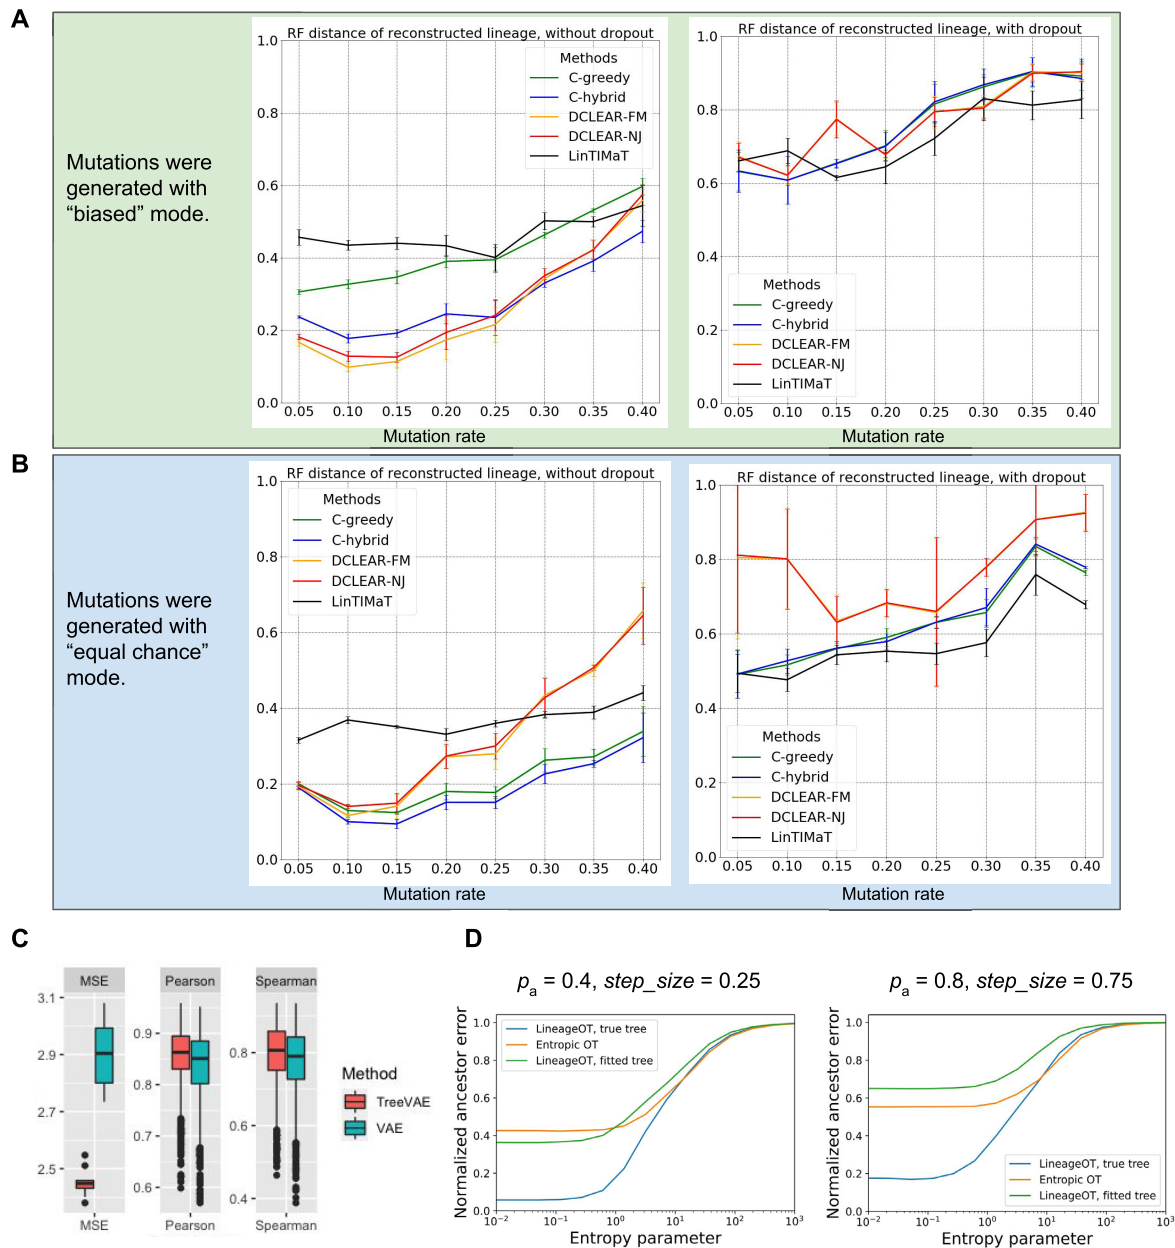 A
Mutations were
generated with
“biased” mode.
RF distance of reconstructed lineage, without dropout
Methods
C-greedy
C-hybrid
DCLEAR-FM
DCLEAR-NJ
LinTIMaT
1.0
0.8
0.6
0.4
0.2
0.0
0.05 0.10 0.15 0.20 0.25 0.30 0.35 0.40
Mutation rate
RF distance of reconstructed lineage, with dropout
1.0
0.8
0.6
0.4
0.2
0.0
Methods
C-greedy
C-hybrid
DCLEAR-FM
DCLEAR-NJ
LinTIMaT
0.05 0.10 0.15 0.20 0.25 0.30 0.35 0.40
Mutation rate
B
Mutations were
generated with
“equal chance”
mode.
RF distance of reconstructed lineage, without dropout
Methods
C-greedy
C-hybrid
DCLEAR-FM
DCLEAR-NJ
LinTIMaT
1.0
0.8
0.6
0.4
0.2
0.0
0.05 0.10 0.15 0.20 0.25 0.30 0.35 0.40
Mutation rate
RF distance of reconstructed lineage, with dropout
1.0
0.8
0.6
0.4
0.2
0.0
Methods
C-greedy
C-hybrid
DCLEAR-FM
DCLEAR-NJ
LinTIMaT
0.05 0.10 0.15 0.20 0.25 0.30 0.35 0.40
Mutation rate
C
MSE
3.1
2.9
2.7
2.5
MSE
Pearson
0.9
0.8
0.7
0.6
Pearson
Spearman
0.8
0.6
0.4
Spearman
Method
TreeVAE
VAE
D
pa = 0.4, step_size = 0.25
Normalized ancestor error
1.0
0.8
0.6
0.4
0.2
0.0
LineageOT, true tree
Entropic OT
LineageOT, fitted tree
10⁻² 10⁻¹ 10⁰ 10¹ 10² 10³
Entropy parameter
pa = 0.8, step_size = 0.75
Normalized ancestor error
1.0
0.8
0.6
0.4
0.2
0.0
LineageOT, true tree
Entropic OT
LineageOT, fitted tree
10⁻² 10⁻¹ 10⁰ 10¹ 10² 10³
Entropy parameter